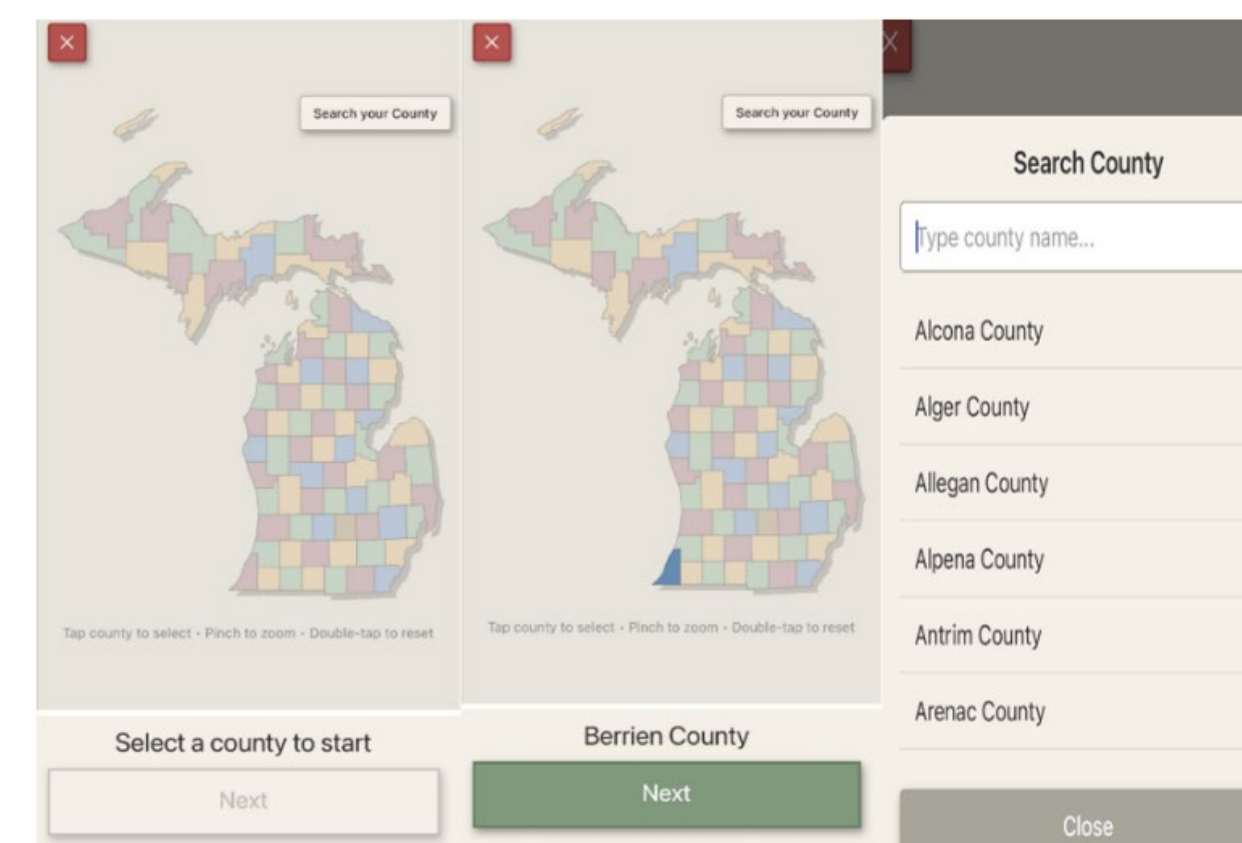 Search your County
Tap county to select • Pinch to zoom • Double-tap to reset
Select a county to start
Next
Search your County
Tap county to select • Pinch to zoom • Double-tap to reset
Berrien County
Next
Search County
Type county name...
Alcona County
Alger County
Allegan County
Alpena County
Antrim County
Arenac County
Close